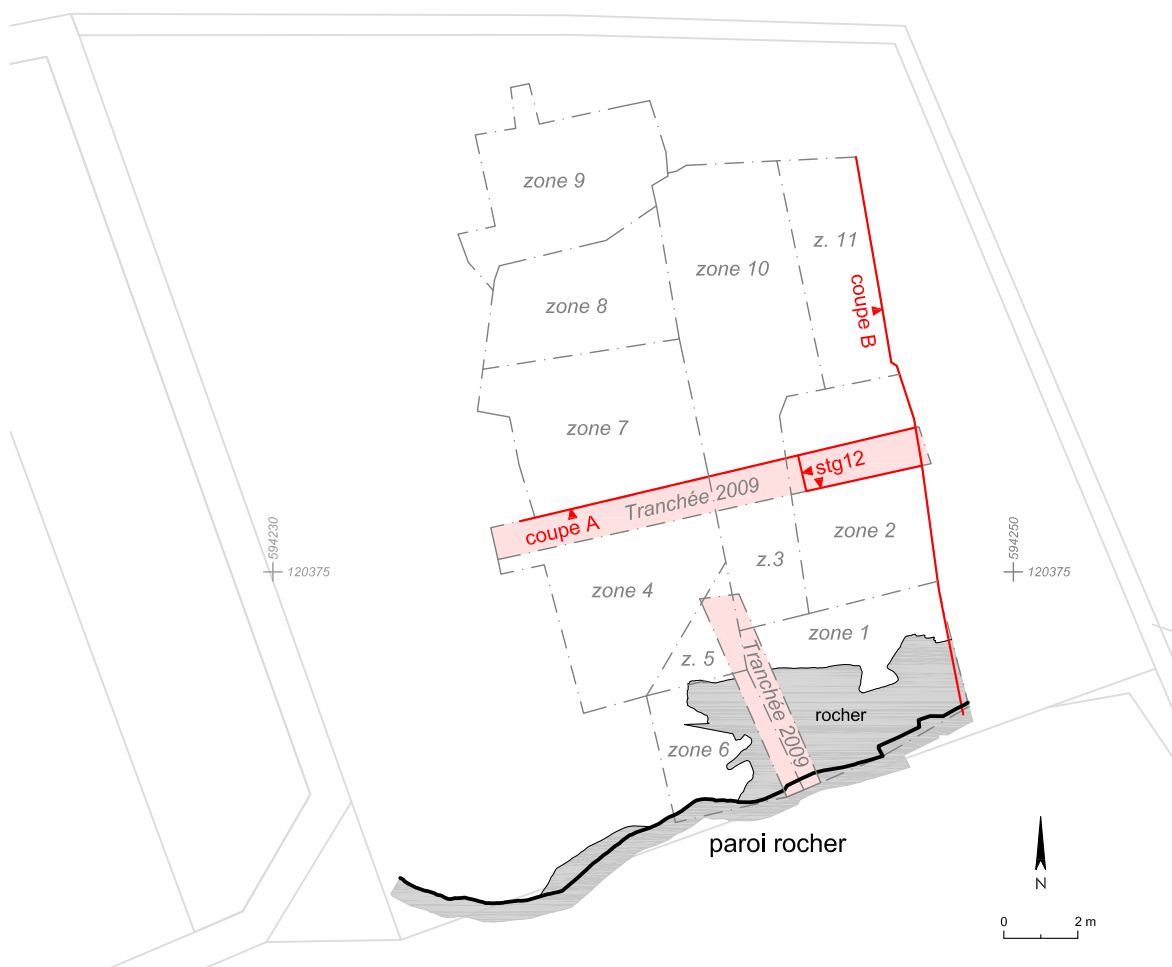 zone 9
z. 11
zone 10
zone 8
coupe B
zone 7
stg12
Tranchée 2009
coupe A
594230
120375
594250
120375
zone 2
z.3
zone 4
zone 1
z. 5
Tranchée 2009
rocher
zone 6
paroi rocher
N
0 2 m